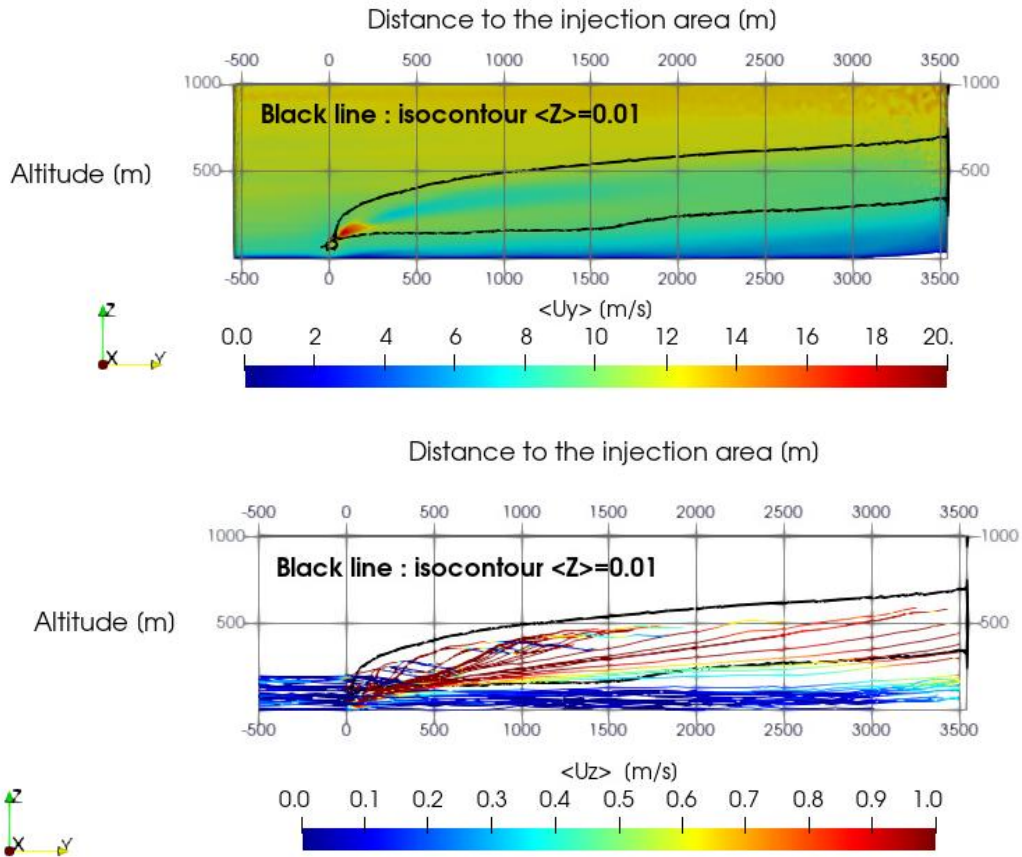 Distance to the injection area (m)
-500 0 500 1000 1500 2000 2500 3000 3500
1000 1000
Black line : isocontour <Z>=0.01
Altitude (m)
500 500
-500 0 500 1000 1500 2000 2500 3000 3500
<Uy> (m/s)
0.0 2 4 6 8 10 12 14 16 18 20.
Z
X Y
Distance to the injection area (m)
-500 0 500 1000 1500 2000 2500 3000 3500
1000 1000
Black line : isocontour <Z>=0.01
Altitude (m)
500 500
-500 0 500 1000 1500 2000 2500 3000 3500
<Uz> (m/s)
0.0 0.1 0.2 0.3 0.4 0.5 0.6 0.7 0.8 0.9 1.0
Z
X Y